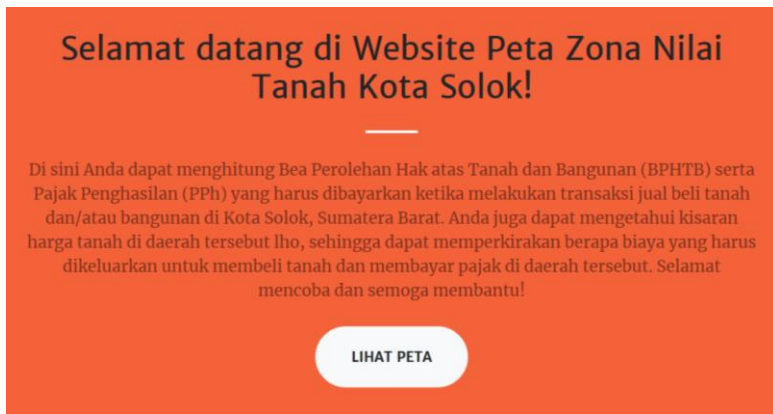 Selamat datang di Website Peta Zona Nilai
Tanah Kota Solok!
Di sini Anda dapat menghitung Bea Perolehan Hak atas Tanah dan Bangunan (BPHTB) serta
Pajak Penghasilan (PPh) yang harus dibayarkan ketika melakukan transaksi jual beli tanah
dan/atau bangunan di Kota Solok, Sumatera Barat. Anda juga dapat mengetahui kisaran
harga tanah di daerah tersebut lho, sehingga dapat memperkirakan berapa biaya yang harus
dikeluarkan untuk membeli tanah dan membayar pajak di daerah tersebut. Selamat
mencoba dan semoga membantu!
LIHAT PETA